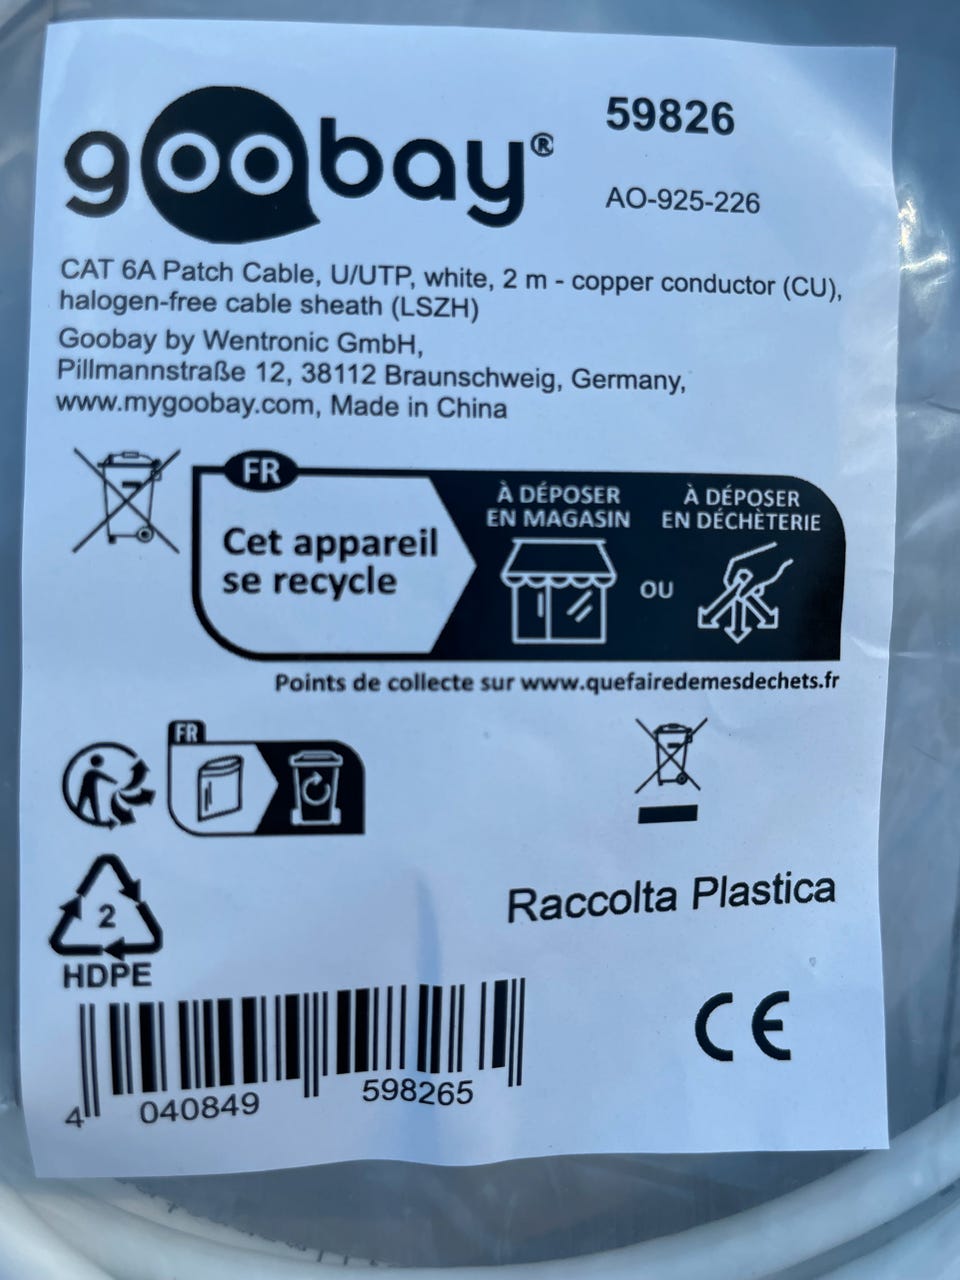 goobay®
59826
AO-925-226
CAT 6A Patch Cable, U/UTP, white, 2 m - copper conductor (CU),
halogen-free cable sheath (LSZH)
Goobay by Wentronic GmbH,
Pillmannstraße 12, 38112 Braunschweig, Germany,
www.mygoobay.com, Made in China
FR
Cet appareil
se recycle
À DÉPOSER
EN MAGASIN
OU
À DÉPOSER
EN DÉCHÈTERIE
Points de collecte sur www.quefairedemesdechets.fr
FR
2
HDPE
Raccolta Plastica
CE
4 040849 598265